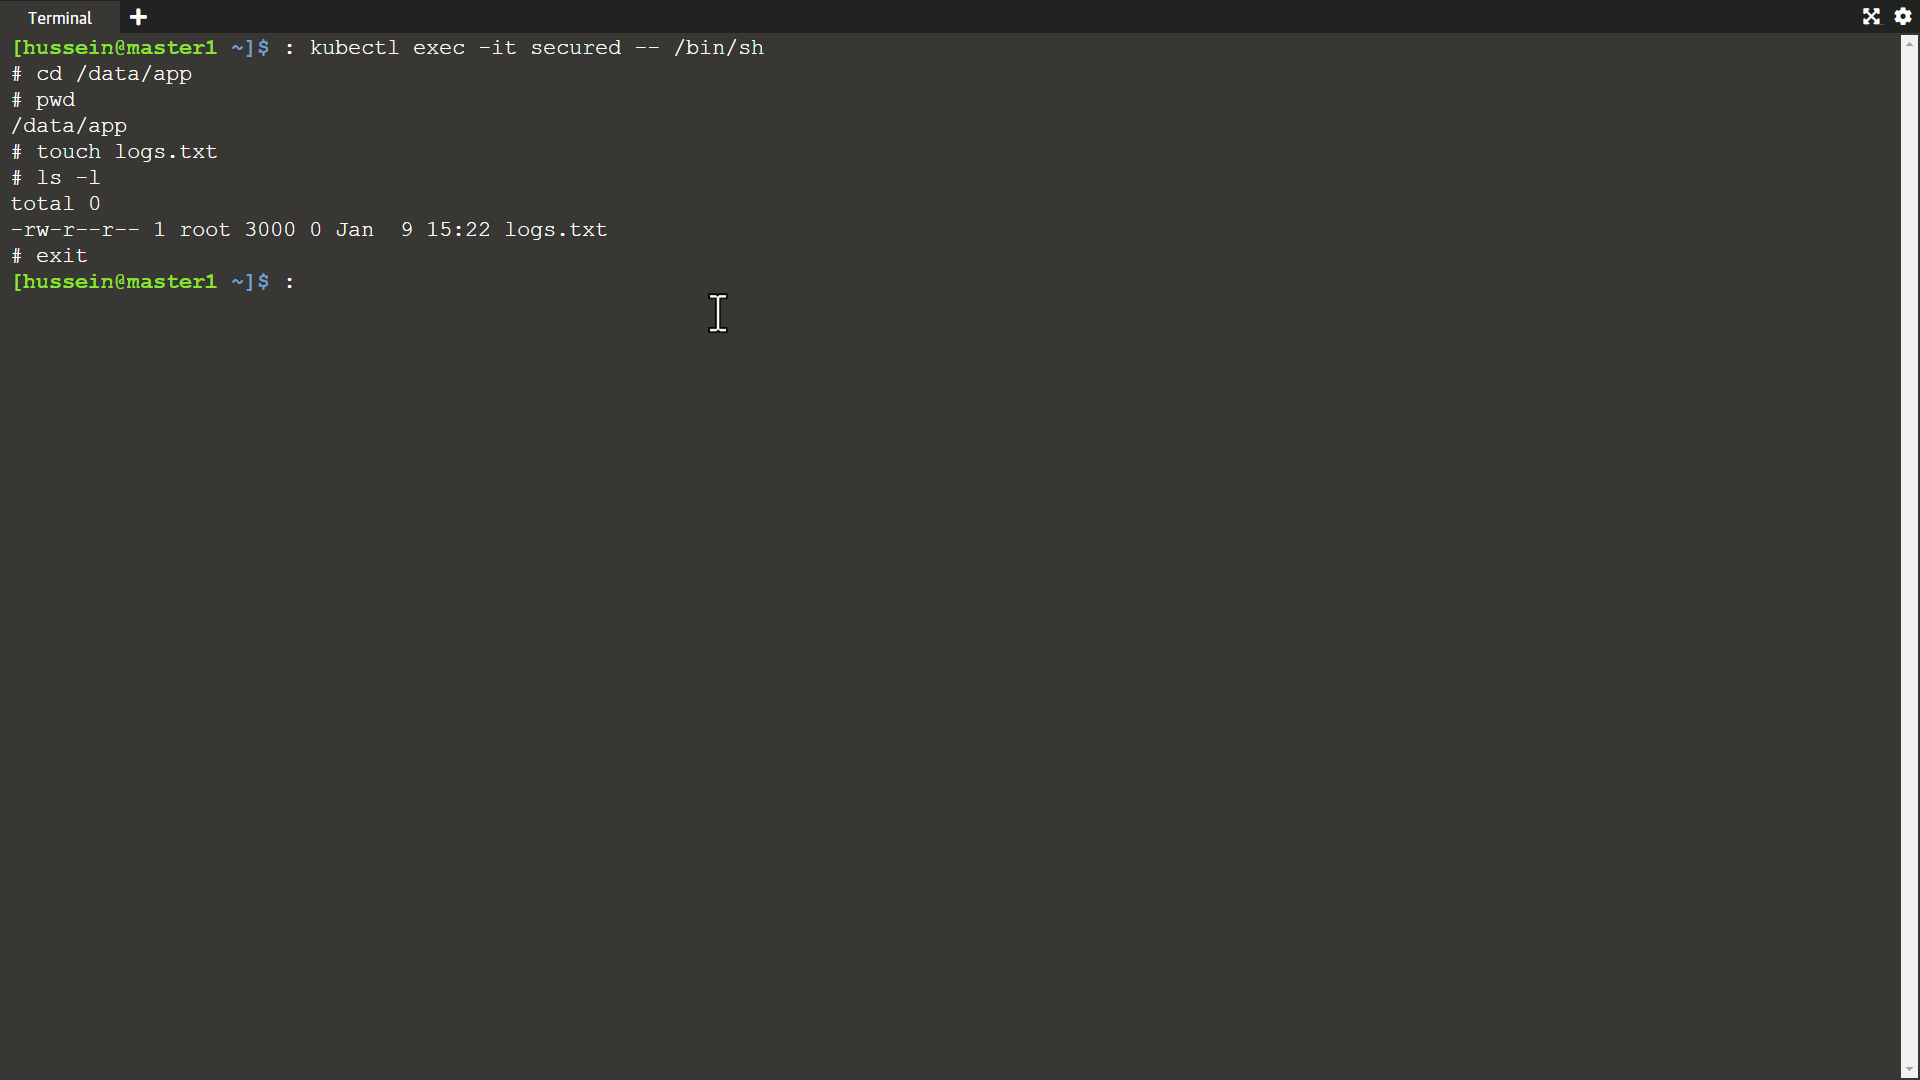 Terminal
[hussein@master1 ~]$ : kubectl exec -it secured -- /bin/sh
# cd /data/app
# pwd
/data/app
# touch logs.txt
# ls -l
total 0
-rw-r--r-- 1 root 3000 0 Jan  9 15:22 logs.txt
# exit
[hussein@master1 ~]$ :